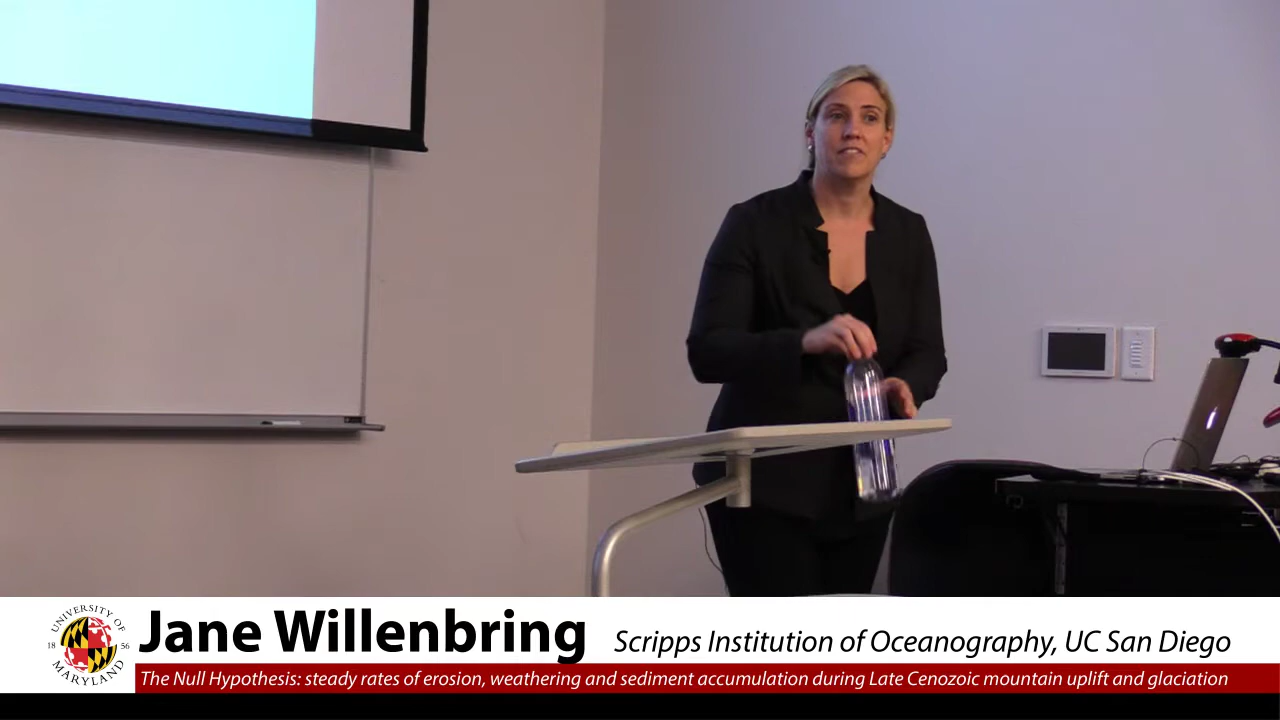 UNIVERSITY OF
18 56
MARYLAND
Jane Willenbring
Scripps Institution of Oceanography, UC San Diego
The Null Hypothesis: steady rates of erosion, weathering and sediment accumulation during Late Cenozoic mountain uplift and glaciation